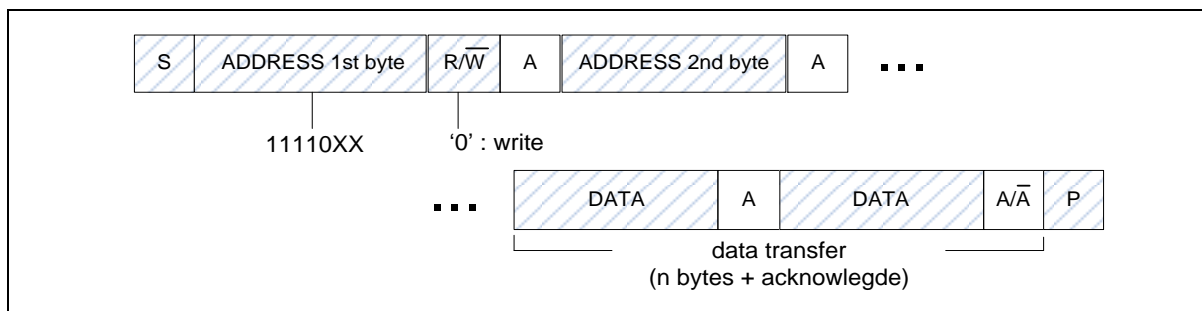 S ADDRESS 1st byte R/W̅ A ADDRESS 2nd byte A ...
11110XX '0' : write
... DATA A DATA A/A̅ P
data transfer
(n bytes + acknowlegde)